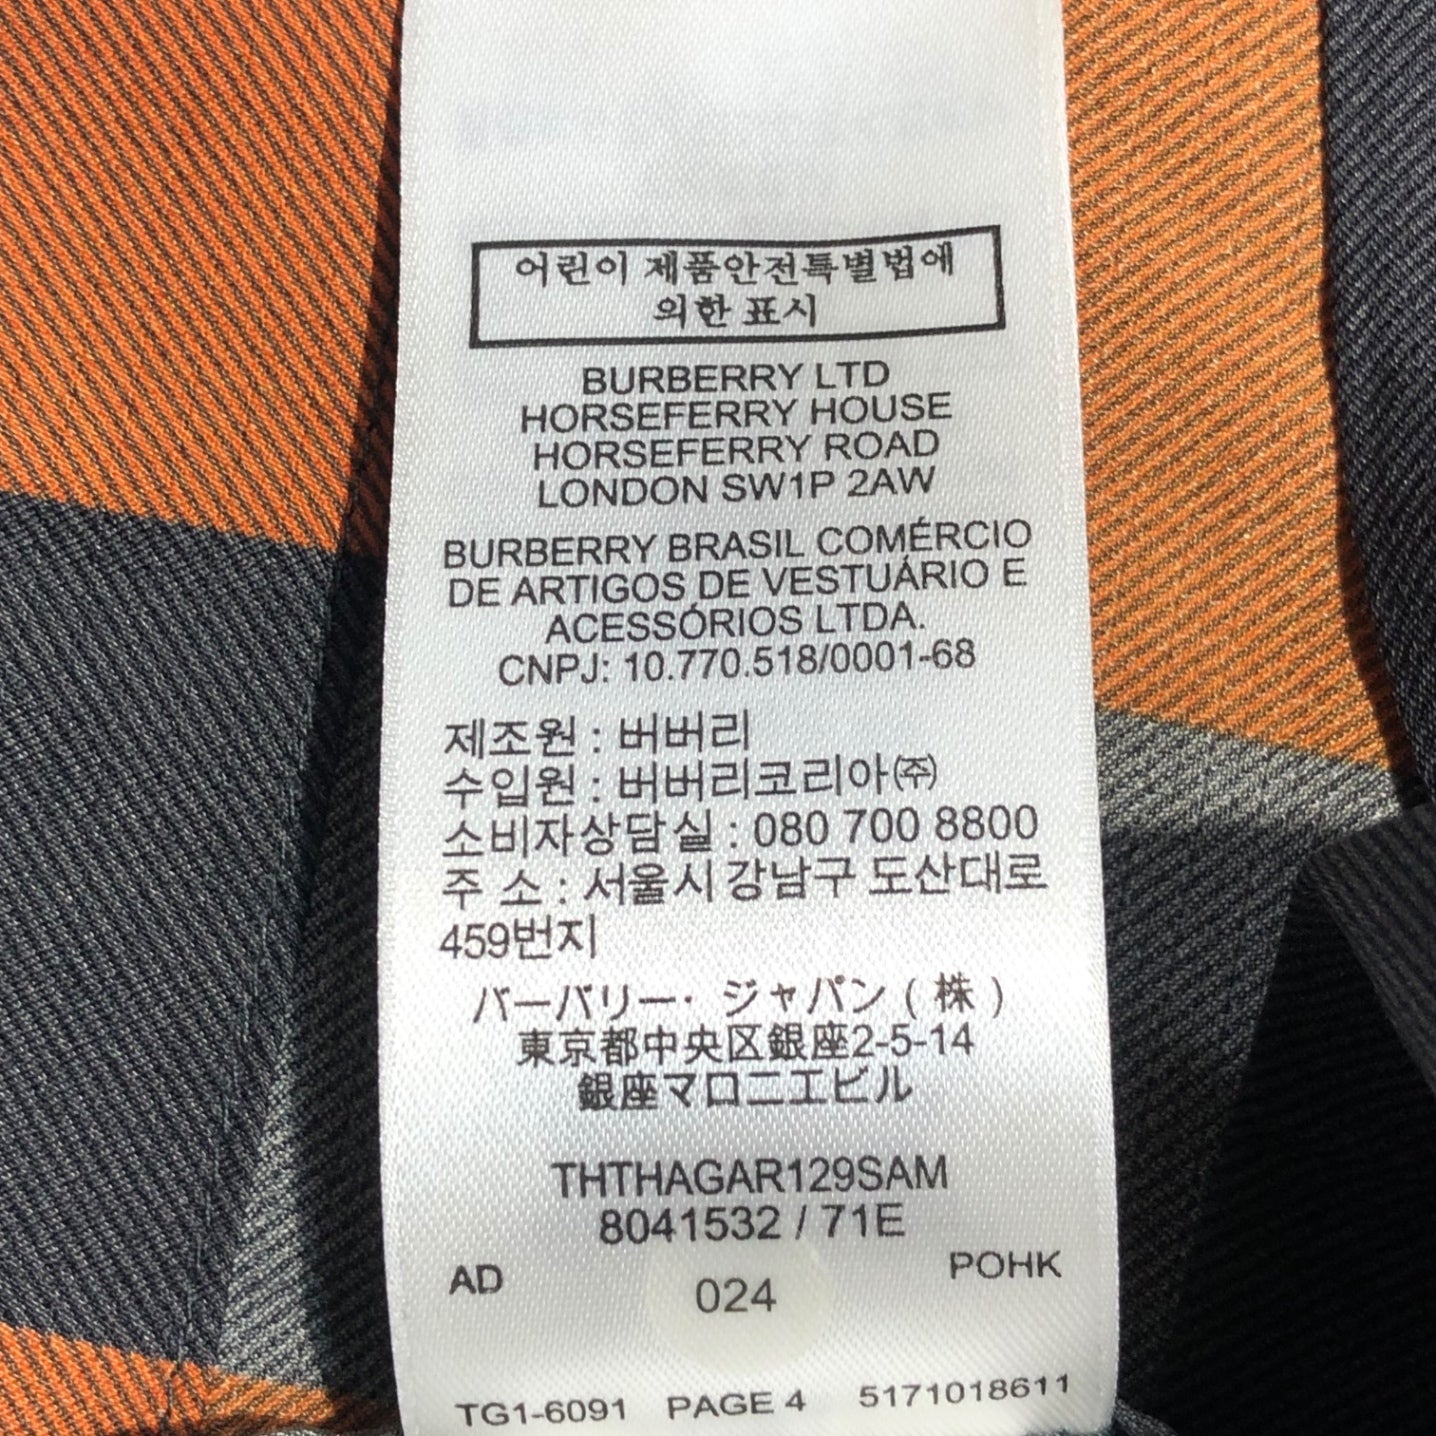 어린이 제품안전특별법에
의한 표시
BURBERRY LTD
HORSEFERRY HOUSE
HORSEFERRY ROAD
LONDON SW1P 2AW
BURBERRY BRASIL COMÉRCIO
DE ARTIGOS DE VESTUÁRIO E
ACESSÓRIOS LTDA.
CNPJ: 10.770.518/0001-68
제조원 : 버버리
수입원 : 버버리코리아㈜
소비자상담실 : 080 700 8800
주 소 : 서울시 강남구 도산대로
459번지
バーバリー・ジャパン ( 株 )
東京都中央区銀座2-5-14
銀座マロニエビル
THTHAGAR129SAM
8041532 / 71E
AD 024 POHK
TG1-6091 PAGE 4 5171018611